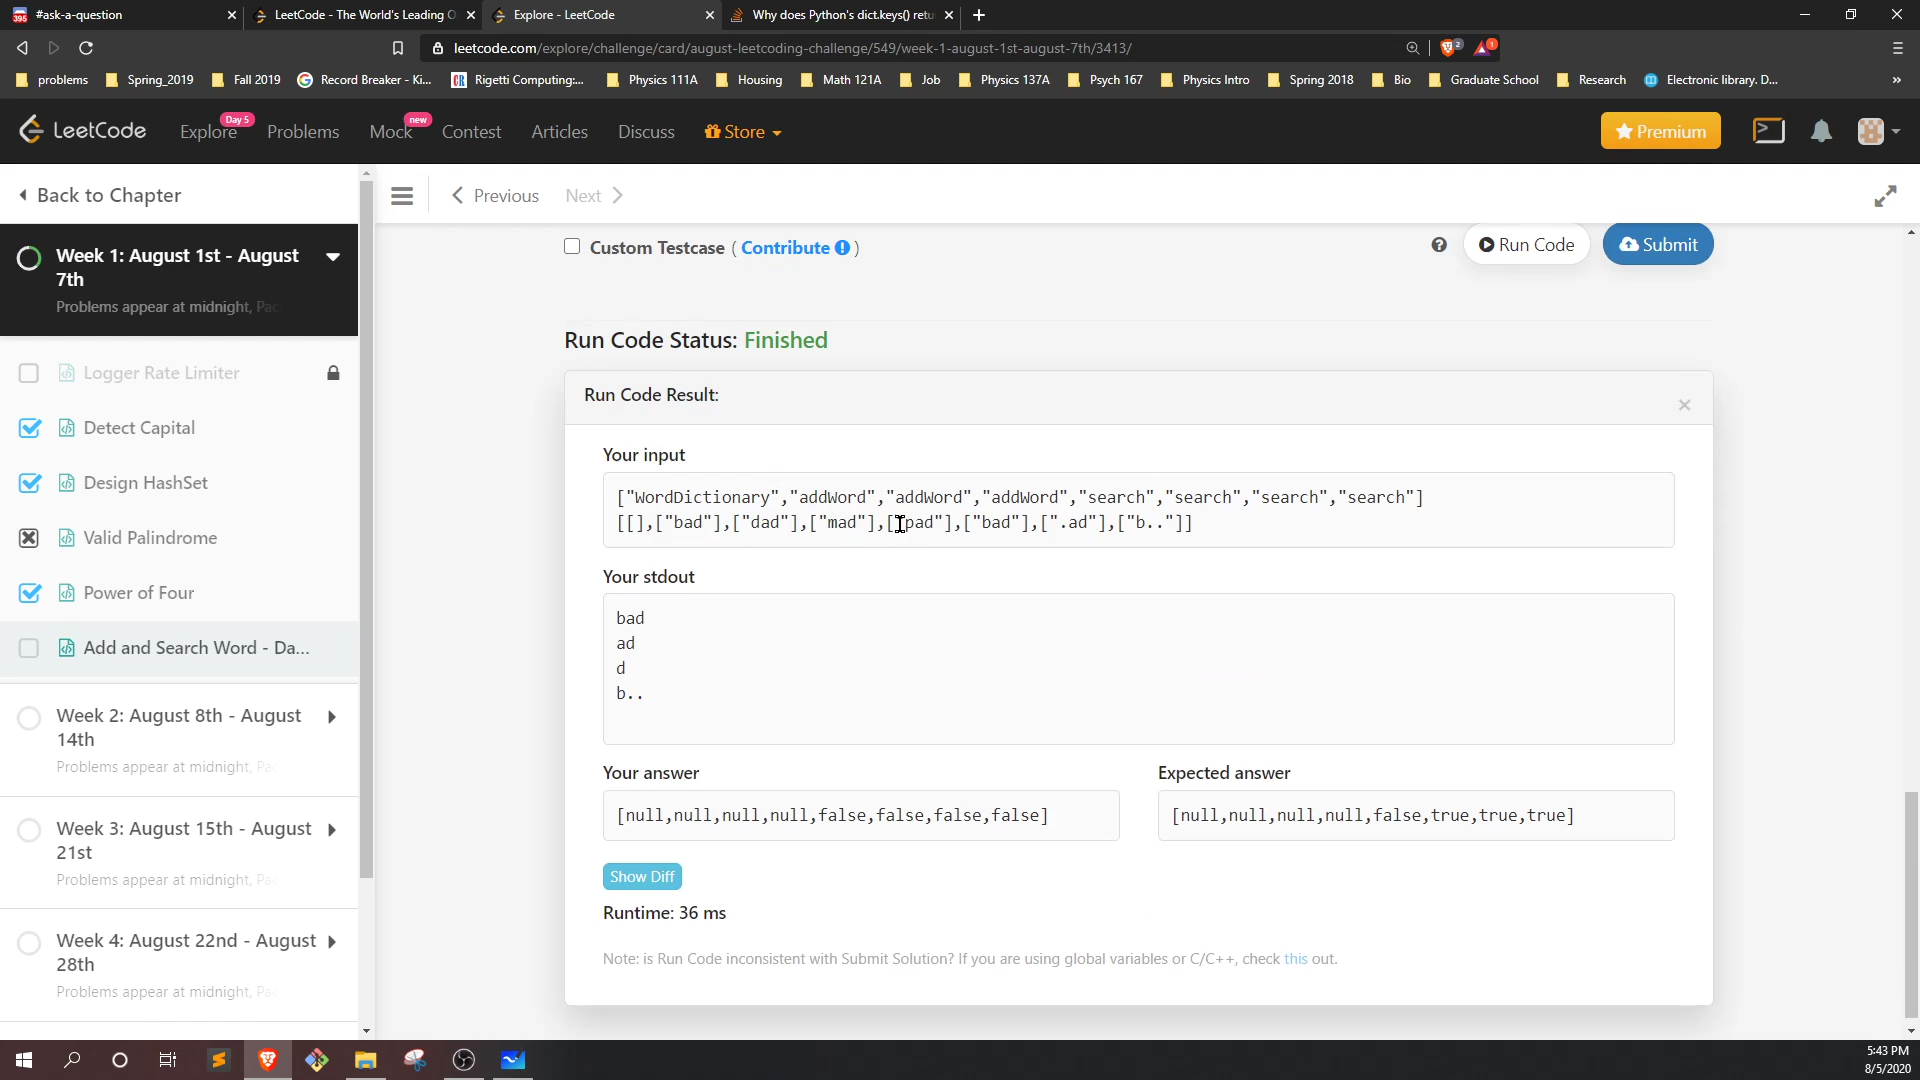 #ask-a-question
LeetCode - The World's Leading O
Explore - LeetCode
Why does Python's dict.keys() retu
leetcode.com/explore/challenge/card/august-leetcoding-challenge/549/week-1-august-1st-august-7th/3413/
2
1
problems
Spring_2019
Fall 2019
Record Breaker - Ki...
Rigetti Computing:...
Physics 111A
Housing
Math 121A
Job
Physics 137A
Psych 167
Physics Intro
Spring 2018
Bio
Graduate School
Research
Electronic library. D...
LeetCode
Explore
Day 5
Problems
Mock
new
Contest
Articles
Discuss
Store
Premium
Back to Chapter
Previous
Next
Week 1: August 1st - August
7th
Problems appear at midnight, Pac
Logger Rate Limiter
Detect Capital
Design HashSet
Valid Palindrome
Power of Four
Add and Search Word - Da...
Week 2: August 8th - August
14th
Problems appear at midnight, Pac
Week 3: August 15th - August
21st
Problems appear at midnight, Pac
Week 4: August 22nd - August
28th
Problems appear at midnight, Pac
Custom Testcase ( Contribute )
Run Code
Submit
Run Code Status: Finished
Run Code Result:
Your input
["WordDictionary","addWord","addWord","addWord","search","search","search","search"]
[[],["bad"],["dad"],["mad"],["pad"],["bad"],[".ad"],["b.."]]
Your stdout
bad
ad
d
b..
Your answer
[null,null,null,null,false,false,false,false]
Expected answer
[null,null,null,null,false,true,true,true]
Show Diff
Runtime: 36 ms
Note: is Run Code inconsistent with Submit Solution? If you are using global variables or C/C++, check this out.
5:43 PM
8/5/2020